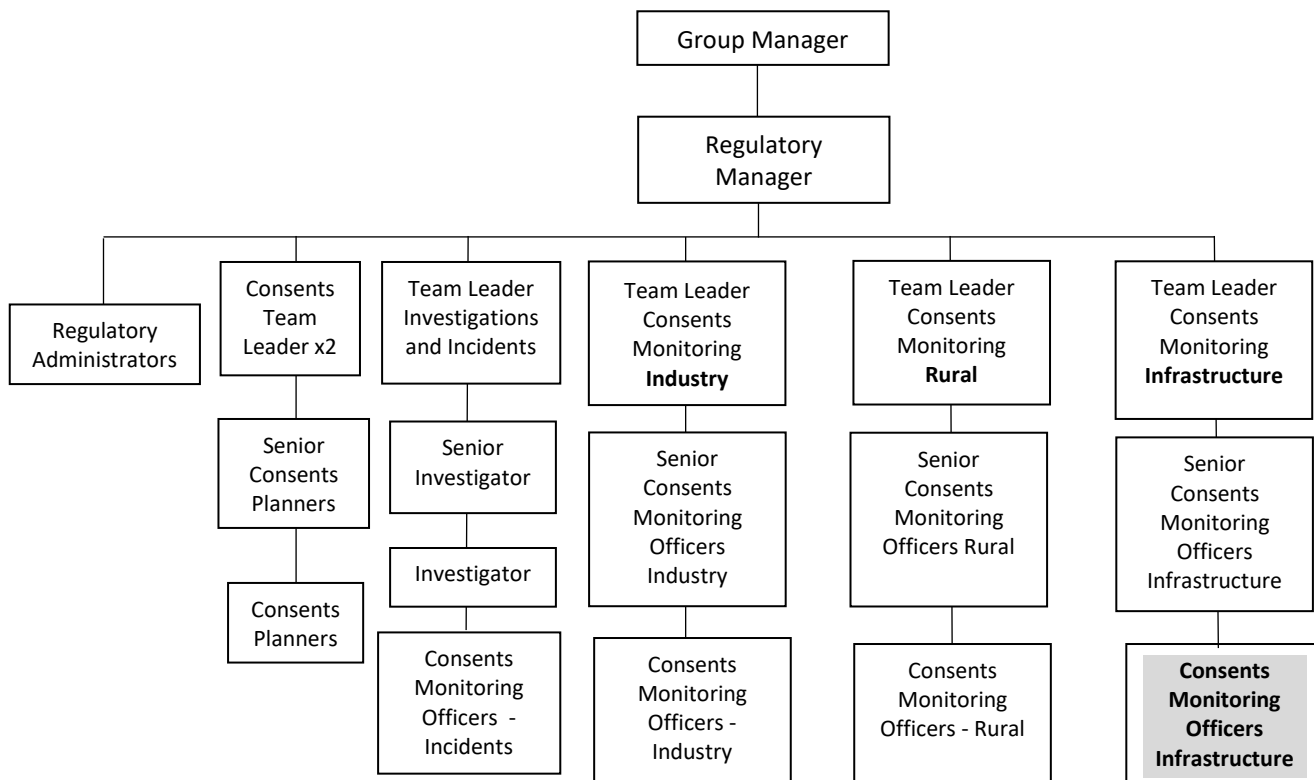 Group Manager
Regulatory
Manager
Regulatory
Administrators
Consents
Team
Leader x2
Senior
Consents
Planners
Consents
Planners
Team Leader
Investigations
and Incidents
Senior
Investigator
Investigator
Consents
Monitoring
Officers -
Incidents
Team Leader
Consents
Monitoring
Industry
Senior
Consents
Monitoring
Officers
Industry
Consents
Monitoring
Officers -
Industry
Team Leader
Consents
Monitoring
Rural
Senior
Consents
Monitoring
Officers Rural
Consents
Monitoring
Officers - Rural
Team Leader
Consents
Monitoring
Infrastructure
Senior
Consents
Monitoring
Officers
Infrastructure
Consents
Monitoring
Officers
Infrastructure